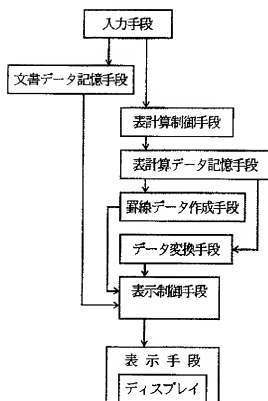 入力手段
文書データ記憶手段
表計算制御手段
表計算データ記憶手段
罫線データ作成手段
データ変換手段
表示制御手段
表示手段
ディスプレイ